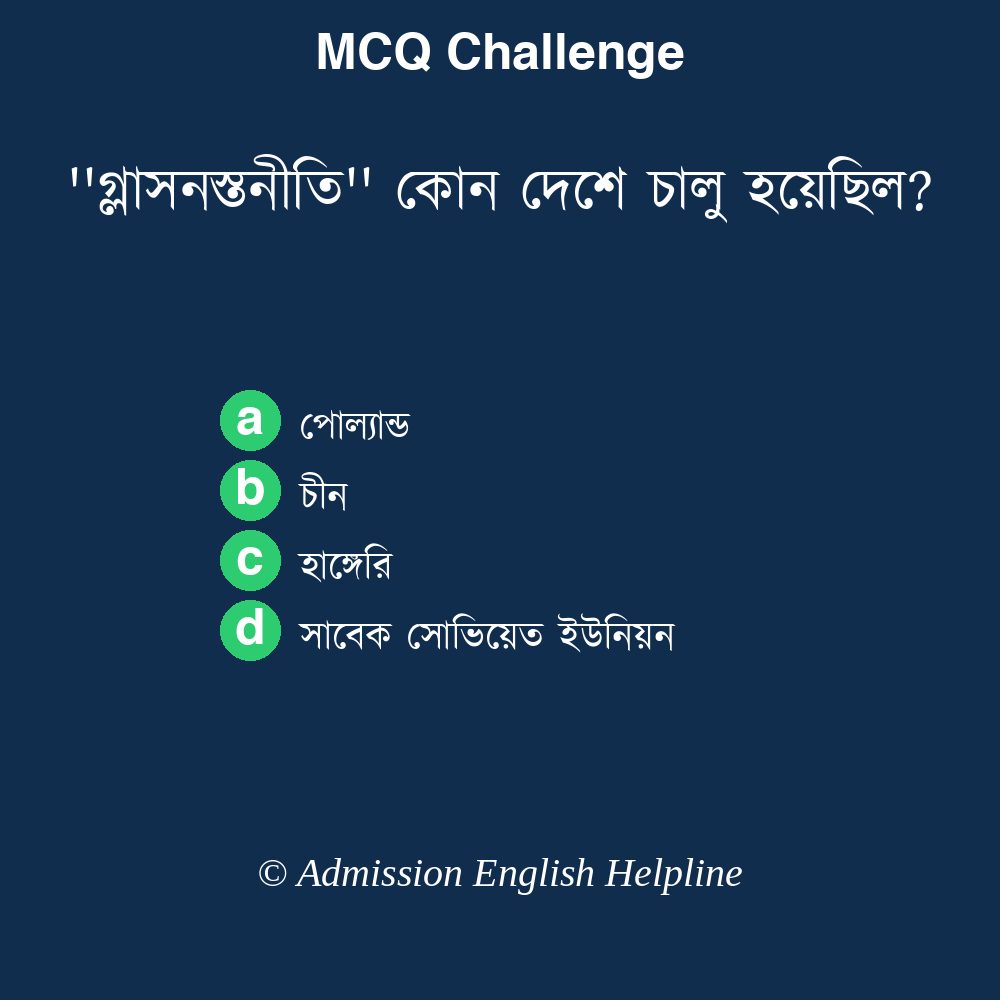 MCQ Challenge
''গ্লাসনস্তনীতি'' কোন দেশে চালু হয়েছিল?
a পোল্যান্ড
b চীন
c হাঙ্গেরি
d সাবেক সোভিয়েত ইউনিয়ন
© Admission English Helpline